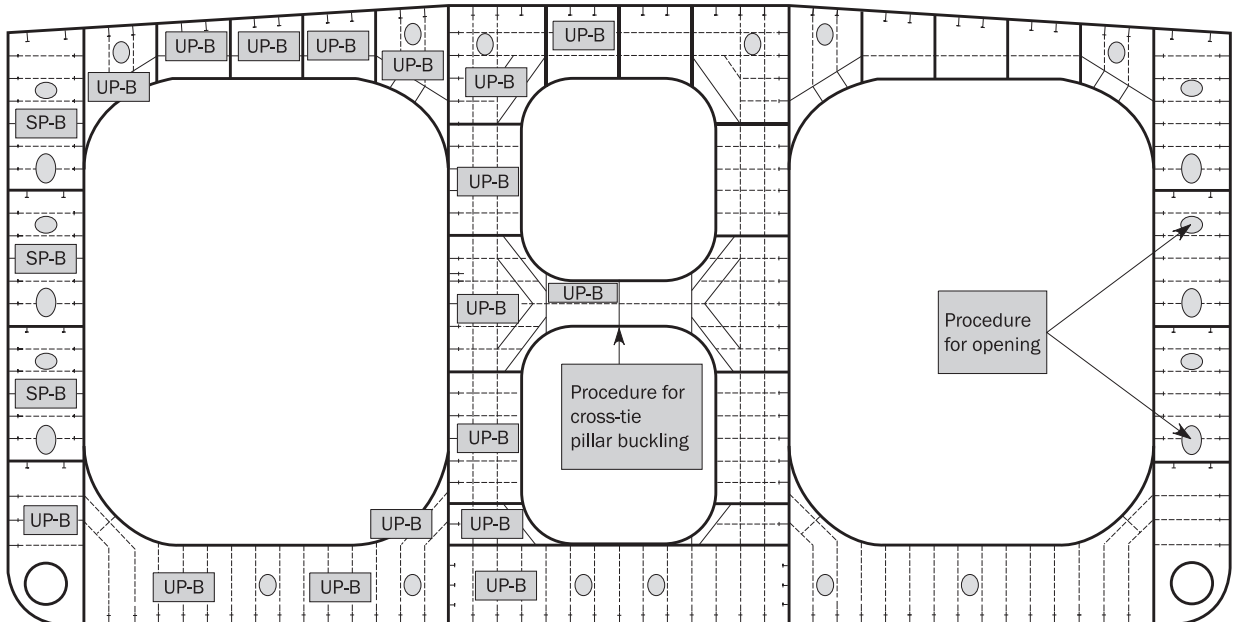 UP-B
UP-B
UP-B
UP-B
UP-B
UP-B
UP-B
SP-B
UP-B
SP-B
UP-B
UP-B
Procedure
for opening
SP-B
Procedure for
cross-tie
pillar buckling
UP-B
UP-B
UP-B
UP-B
UP-B
UP-B
UP-B